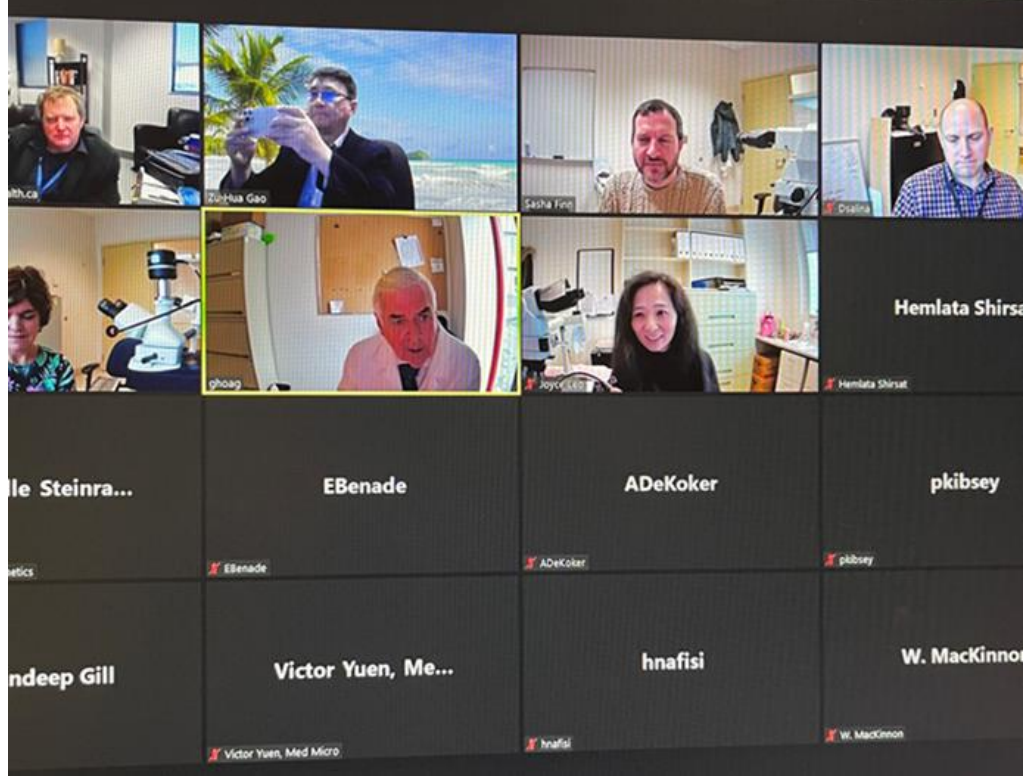 alth.ca
Zu-Hua Gao
Sasha Finn
Dsalina
ghoag
Joyce Leo
Hemlata Shirsa
Hemlata Shirsat
lle Steinra...
netics
EBenade
EBenade
ADeKoker
ADeKoker
pkibsey
pkibsey
ndeep Gill
Victor Yuen, Me...
Victor Yuen, Med Micro
hnafisi
hnafisi
W. MacKinnon
W. MacKinnon